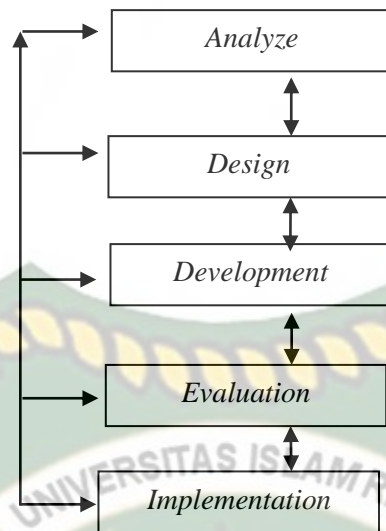 Analyze
Design
Development
Evaluation
UNIVERSITAS ISLAM R
Implementation